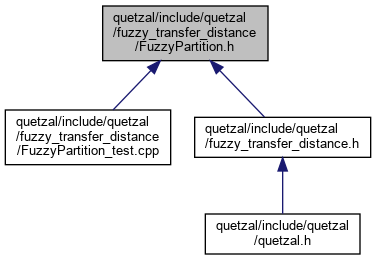 quetzal/include/quetzal
/fuzzy_transfer_distance
/FuzzyPartition.h
quetzal/include/quetzal
/fuzzy_transfer_distance
/FuzzyPartition_test.cpp
quetzal/include/quetzal
/fuzzy_transfer_distance.h
quetzal/include/quetzal
/quetzal.h